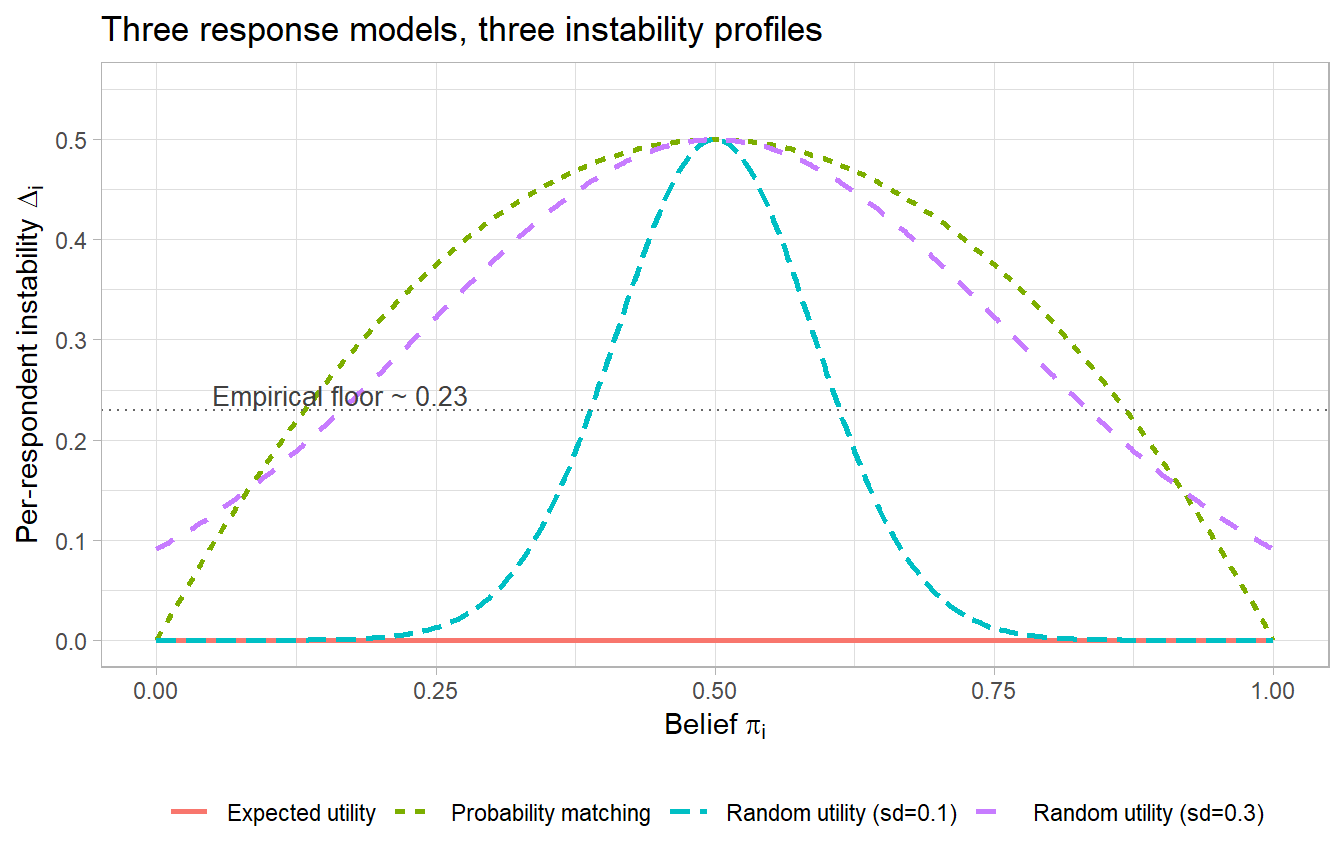 Three response models, three instability profiles
Per-respondent instability Δi
0.5
0.4
0.3
0.2
0.1
0.0
Empirical floor ~ 0.23
0.00 0.25 0.50 0.75 1.00
Belief πi
Expected utility Probability matching Random utility (sd=0.1) Random utility (sd=0.3)